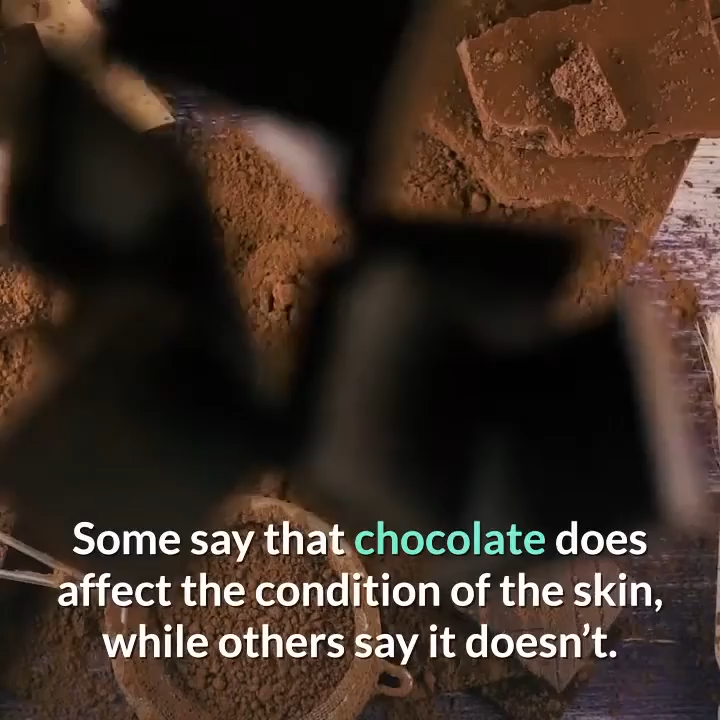 Some say that chocolate does
affect the condition of the skin,
while others say it doesn’t.